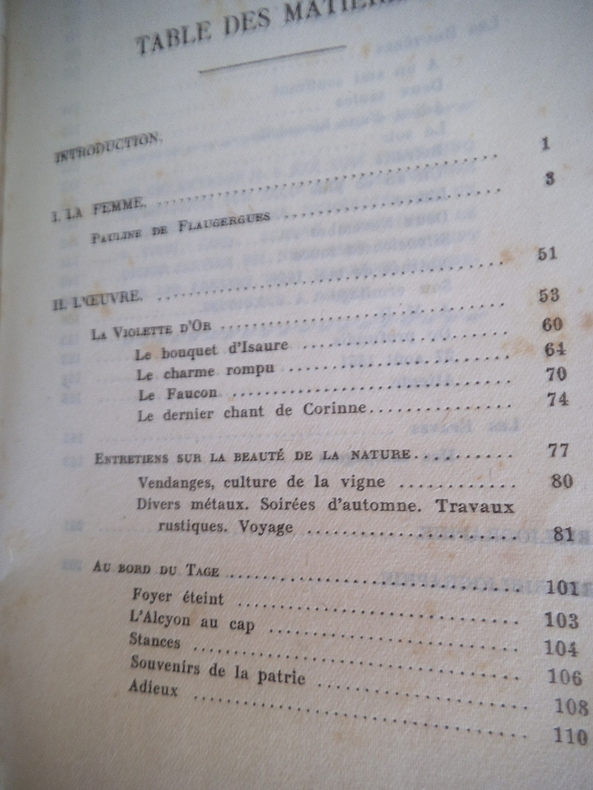 TABLE DES MATIÈRE
INTRODUCTION.
I. LA FEMME. 1
PAULINE DE FLAUGERGUES 3
II. L'ŒUVRE. 51
LA VIOLETTE D'OR 53
Le bouquet d'Isaure 60
Le charme rompu 64
Le Faucon 70
Le dernier chant de Corinne 74
ENTRETIENS SUR LA BEAUTÉ DE LA NATURE 77
Vendanges, culture de la vigne 80
Divers métaux. Soirées d'automne. Travaux
rustiques. Voyage 81
AU BORD DU TAGE 101
Foyer éteint 103
L'Alcyon au cap 104
Stances 106
Souvenirs de la patrie 108
Adieux 110